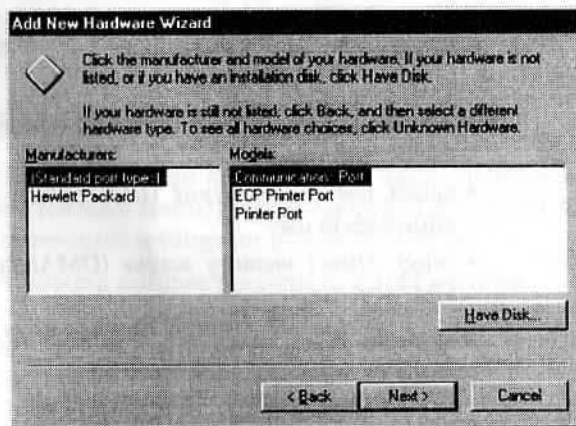 Add New Hardware Wizard
Click the manufacturer and model of your hardware. If your hardware is not
listed, or if you have an installation disk, click Have Disk.
If your hardware is still not listed, click Back, and then select a different
hardware type. To see all hardware choices, click Unknown Hardware.
Manufacturers:
Models:
(Standard port types)
Hewlett Packard
Communications Port
ECP Printer Port
Printer Port
Have Disk...
< Back
Next >
Cancel